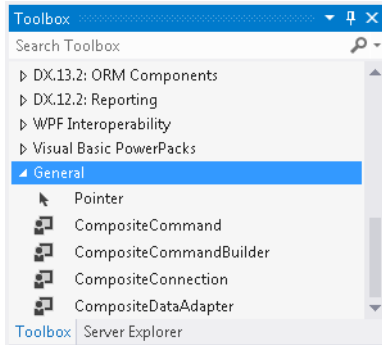 Toolbox
Search Toolbox
DX.13.2: ORM Components
DX.12.2: Reporting
WPF Interoperability
Visual Basic PowerPacks
General
Pointer
CompositeCommand
CompositeCommandBuilder
CompositeConnection
CompositeDataAdapter
Toolbox Server Explorer